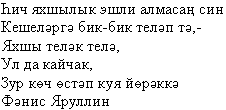 Һич яхшылык эшли алмасаң син
Кешеләргә бик-бик теләп тә,-
Яхшы теләк телә,
Ул да кайчак,
Зур көч өстәп куя йөрәккә
Фәнис Яруллин